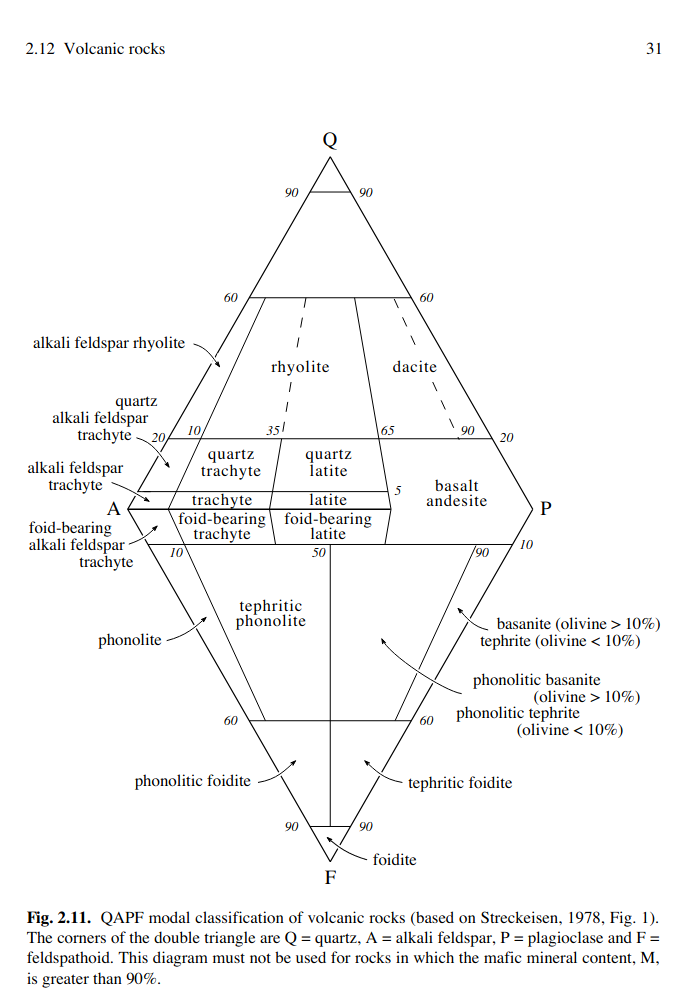 2.12 Volcanic rocks 31
Q
90 90
60 60
alkali feldspar rhyolite
rhyolite dacite
quartz
alkali feldspar
trachyte
20 10 35 65 90 20
quartz
trachyte
quartz
latite
alkali feldspar
trachyte
5
basalt
andesite
trachyte latite
A P
foid-bearing
alkali feldspar
trachyte
foid-bearing
trachyte
foid-bearing
latite
10 50 90 10
tephritic
phonolite
phonolite
basanite (olivine > 10%)
tephrite (olivine < 10%)
phonolitic basanite
(olivine > 10%)
phonolitic tephrite
(olivine < 10%)
60 60
phonolitic foidite
tephritic foidite
90 90
foidite
F
Fig. 2.11. QAPF modal classification of volcanic rocks (based on Streckeisen, 1978, Fig. 1).
The corners of the double triangle are Q = quartz, A = alkali feldspar, P = plagioclase and F =
feldspathoid. This diagram must not be used for rocks in which the mafic mineral content, M,
is greater than 90%.